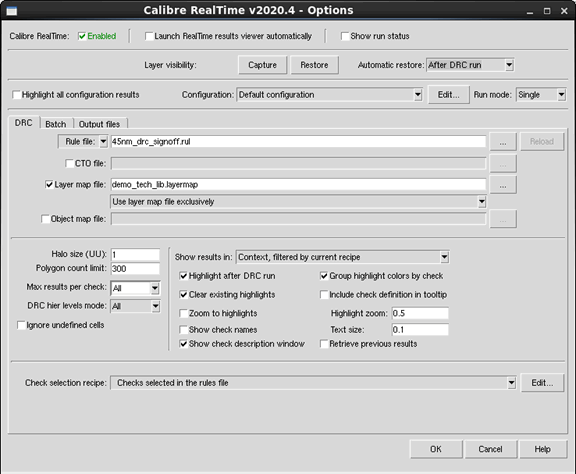 Calibre RealTime v2020.4 - Options
Calibre RealTime: Enabled Launch RealTime results viewer automatically Show run status
Layer visibility: Capture Restore Automatic restore: After DRC run
Highlight all configuration results Configuration: Default configuration Edit... Run mode: Single
DRC Batch Output files
Rule file: 45nm_drc_signoff.rul ... Reload
CTO file: ...
Layer map file: demo_tech_lib.layermap ...
Use layer map file exclusively
Object map file: ...
Halo size (UU): 1 Show results in: Context, filtered by current recipe
Polygon count limit: 300
Highlight after DRC run Group highlight colors by check
Max results per check: All
Clear existing highlights Include check definition in tooltip
DRC hier levels mode: All
Zoom to highlights Highlight zoom: 0.5
Ignore undefined cells
Show check names Text size: 0.1
Show check description window Retrieve previous results
Check selection recipe: Checks selected in the rules file Edit...
OK Cancel Help